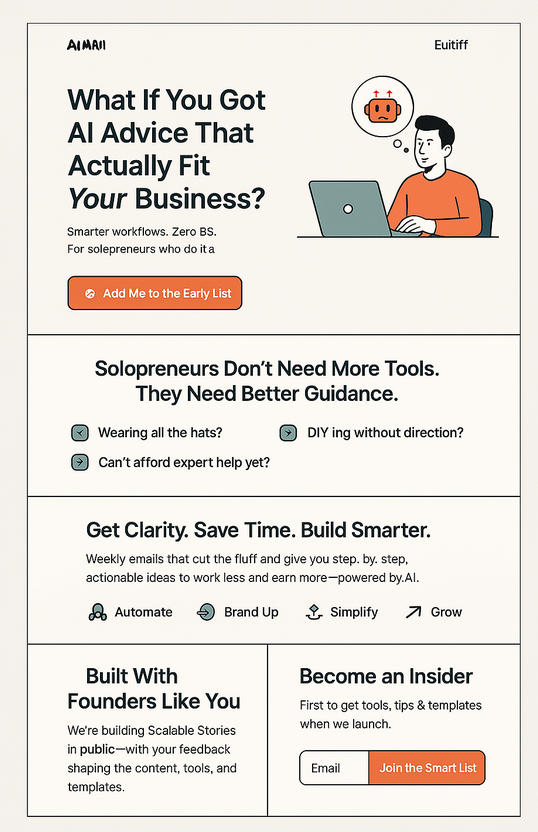 AIMAII
Euitiff
What If You Got
AI Advice That
Actually Fit
Your Business?
Smarter workflows. Zero BS.
For solepreneurs who do it a
Add Me to the Early List
Solopreneurs Don't Need More Tools.
They Need Better Guidance.
Wearing all the hats?
DIY ing without direction?
Can't afford expert help yet?
Get Clarity. Save Time. Build Smarter.
Weekly emails that cut the fluff and give you step. by. step,
actionable ideas to work less and earn more—powered by.AI.
Automate
Brand Up
Simplify
Grow
Built With
Founders Like You
We're building Scalable Stories
in public—with your feedback
shaping the content, tools, and
templates.
Become an Insider
First to get tools, tips & templates
when we launch.
Email
Join the Smart List